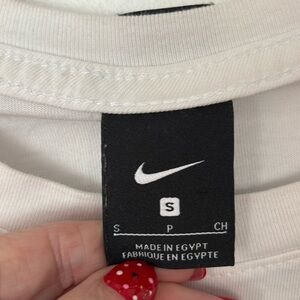 S
S P CH
MADE IN EGYPT
FABRIQUE EN EGYPTE